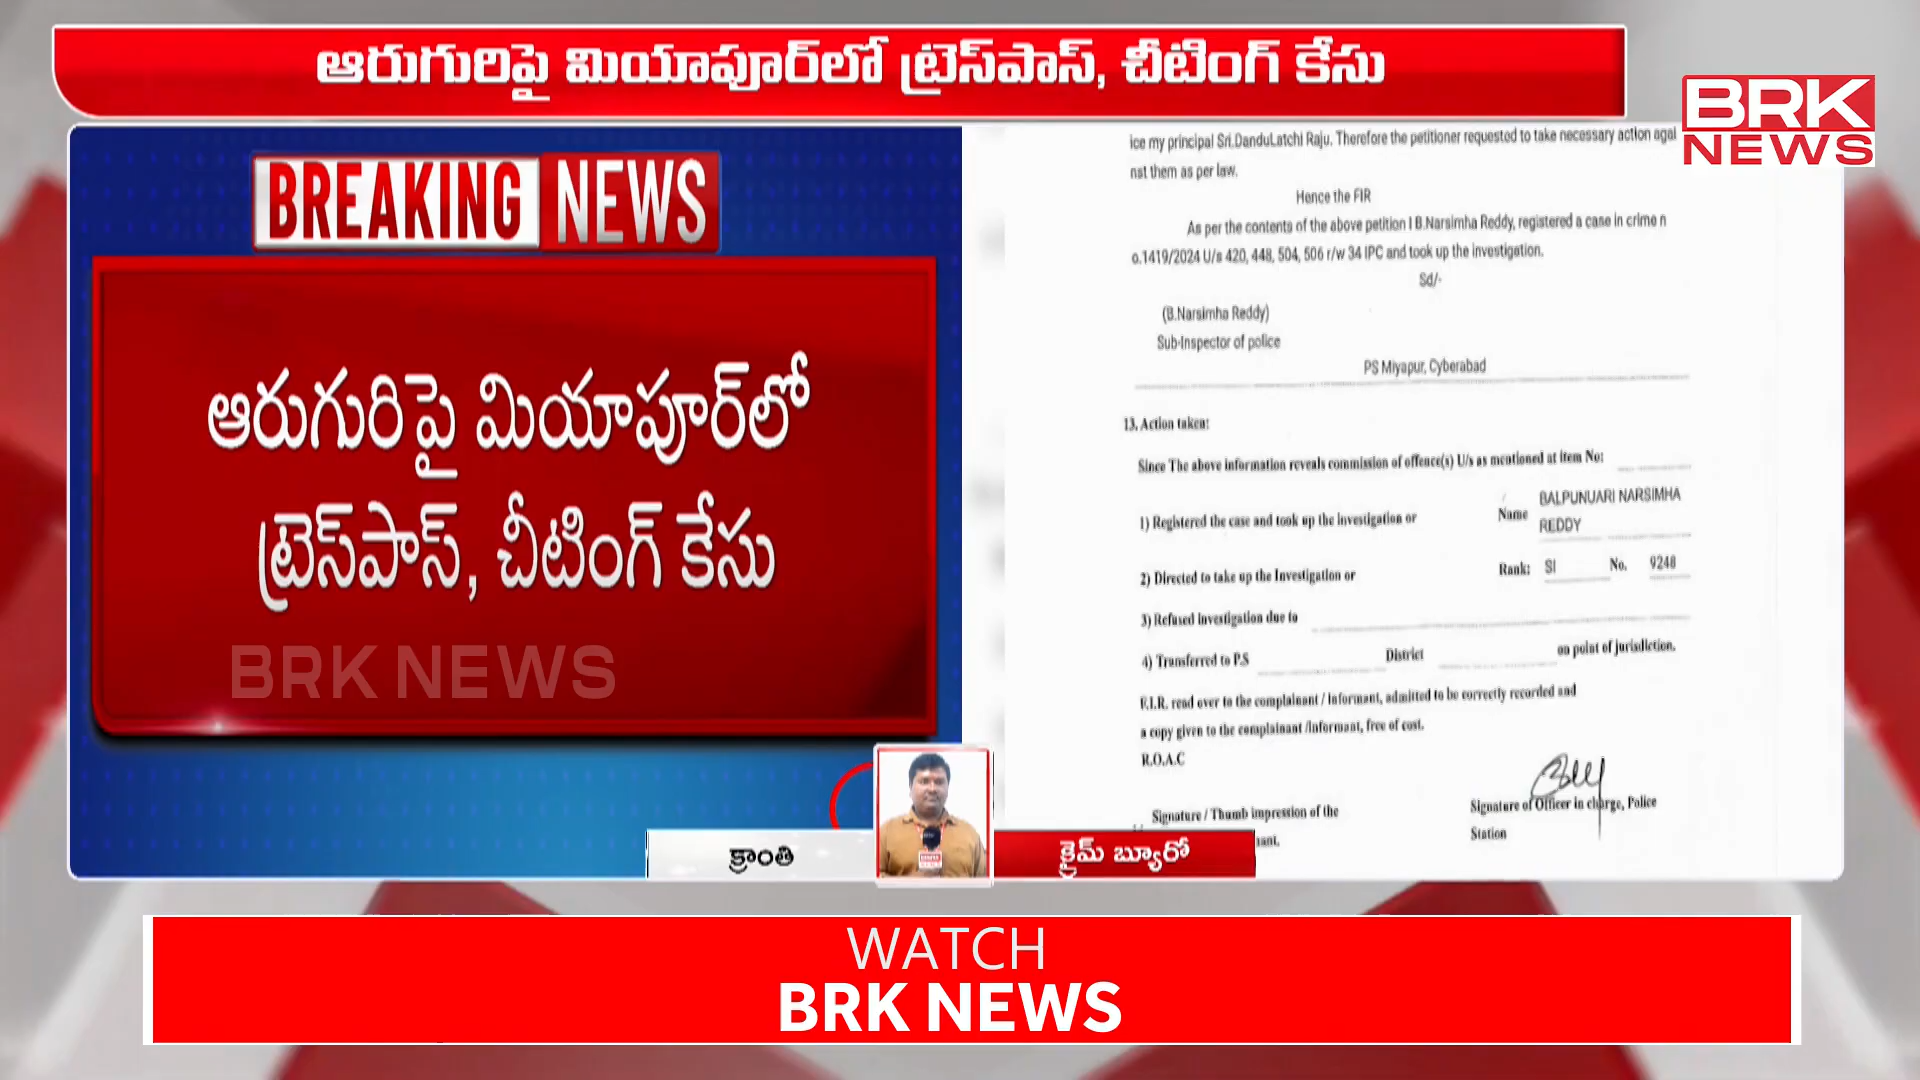 ఆరుగురిపై మియాపూర్‌లో ట్రెస్‌పాస్, చీటింగ్ కేసు
BRK
NEWS
BREAKING NEWS
ఆరుగురిపై మియాపూర్‌లో
ట్రెస్‌పాస్, చీటింగ్ కేసు
BRK NEWS
ice my principal Sri.DanduLatchi Raju. Therefore the petitioner requested to take necessary action agai
nst them as per law.
Hence the FIR
As per the contents of the above petition I B.Narsimha Reddy, registered a case in crime n
o.1419/2024 U/s 420, 448, 504, 506 r/w 34 IPC and took up the investigation.
Sd/-
(B.Narsimha Reddy)
Sub-Inspector of police
PS Miyapur, Cyberabad
13. Action taken:
Since The above information reveals commission of offence(s) U/s as mentioned at item No:
1) Registered the case and took up the investigation or
Name BALPUNUARI NARSIMHA
REDDY
2) Directed to take up the Investigation or
Rank: SI No. 9248
3) Refused investigation due to
4) Transferred to P.S District on point of jurisdiction.
F.I.R. read over to the complainant / informant, admitted to be correctly recorded and
a copy given to the complainant /informant, free of cost.
R.O.A.C
Signature / Thumb impression of the
Signature of Officer in charge, Police
Station
క్రాంతి
క్రైమ్ బ్యూరో
WATCH
BRK NEWS